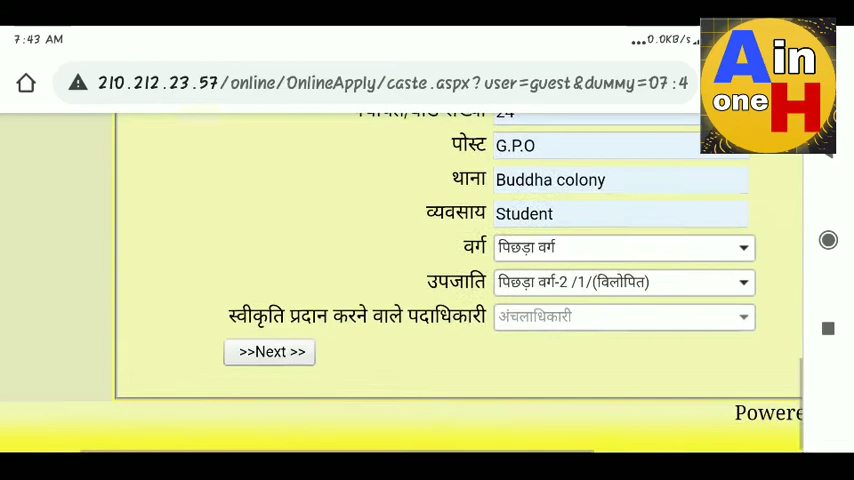 7:43 AM
...0.0KB/s
210.212.23.57/online/OnlineApply/caste.aspx?user=guest&dummy=07:4
A in
one H
24
पोस्ट G.P.O
थाना Buddha colony
व्यवसाय Student
वर्ग पिछड़ा वर्ग
उपजाति पिछड़ा वर्ग-2 /1/(विलोपित)
स्वीकृति प्रदान करने वाले पदाधिकारी अंचलाधिकारी
>>Next >>
Powere